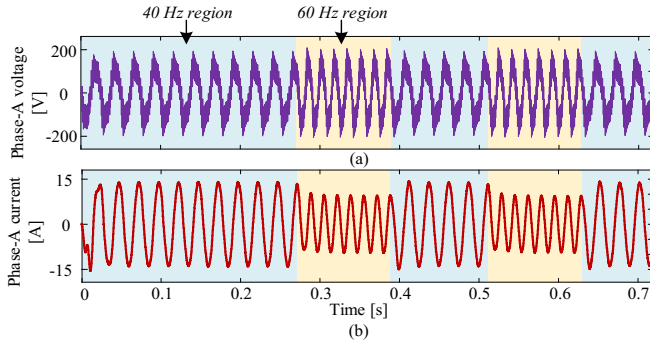 40 Hz region 60 Hz region
Phase-A voltage
[V]
200
0
-200
(a)
Phase-A current
[A]
15
0
-15
0 0.1 0.2 0.3 0.4 0.5 0.6 0.7
Time [s]
(b)